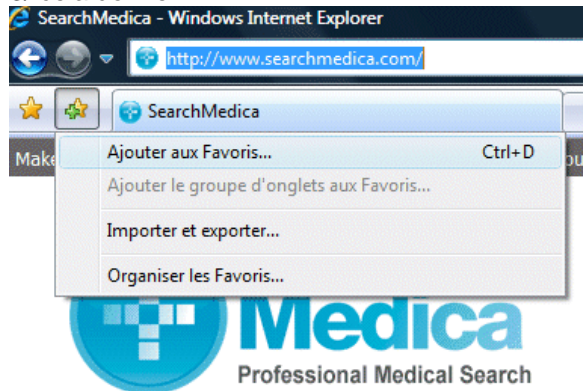 SearchMedica - Windows Internet Explorer
http://www.searchmedica.com/
SearchMedica
Make
Ajouter aux Favoris... Ctrl+D
Ajouter le groupe d'onglets aux Favoris...
Importer et exporter...
Organiser les Favoris...
Medica
Professional Medical Search